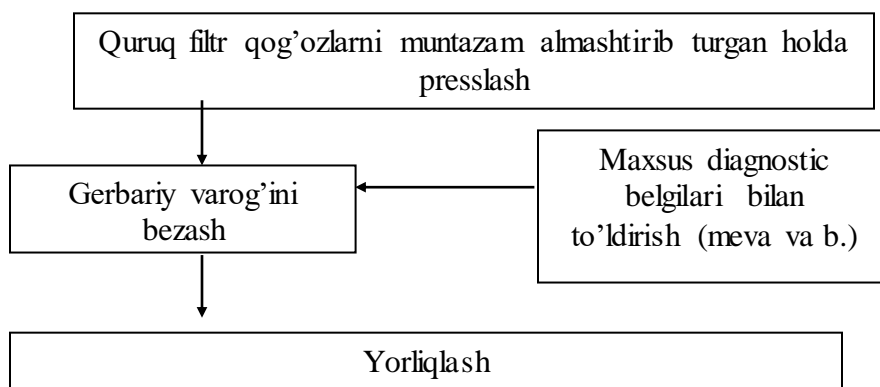 Quruq filtr qog’ozlarni muntazam almashtirib turgan holda
presslash
Gerbariy varog’ini
bezash
Maxsus diagnostic
belgilari bilan
to’ldirish (meva va b.)
Yorliqlash